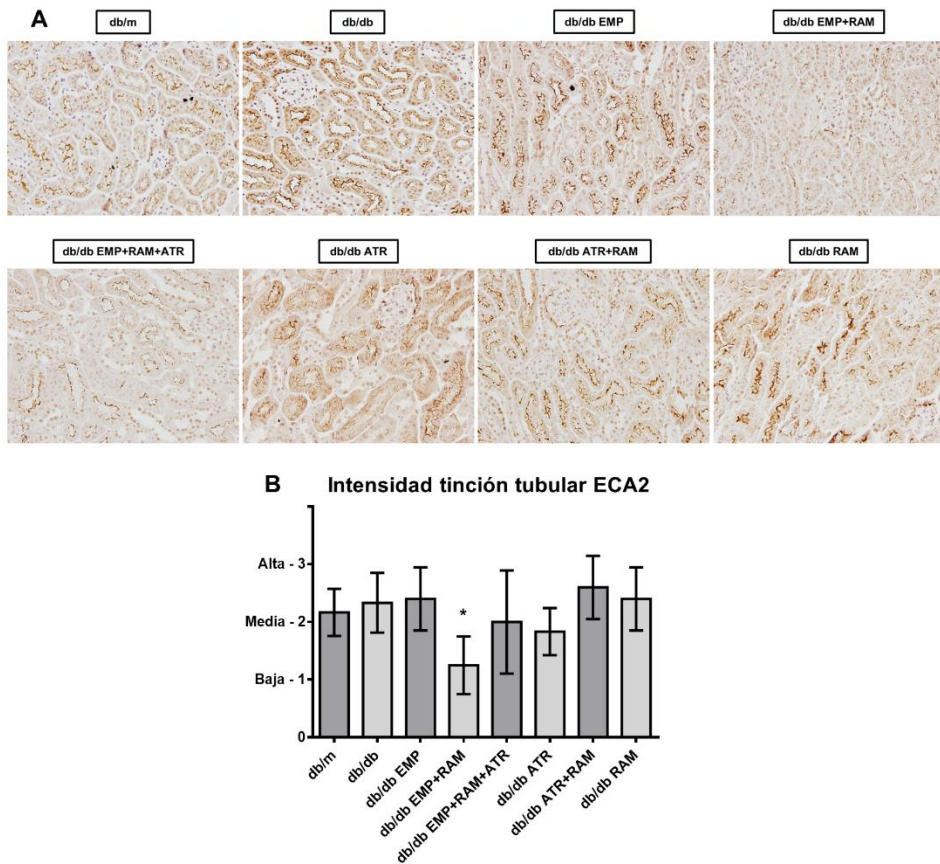 A
db/m
db/db
db/db EMP
db/db EMP+RAM
db/db EMP+RAM+ATR
db/db ATR
db/db ATR+RAM
db/db RAM
B Intensidad tinción tubular ECA2
Alta - 3
Media - 2
Baja - 1
0
*
db/m
db/db
db/db EMP
db/db EMP+RAM
db/db EMP+RAM+ATR
db/db ATR
db/db ATR+RAM
db/db RAM